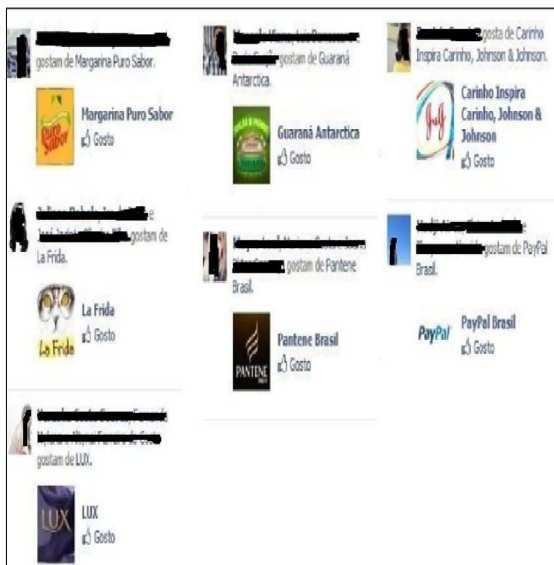 gostam de Margarina Puro Sabor.
Puro
Sabor
Margarina Puro Sabor
Gosto
La Frida.
gostam de
La Frida
La Frida
Gosto
gostam de LUX.
LUX
LUX
Gosto
gostam de Guaraná
Antarctica.
Guaraná Antarctica
Gosto
gostam de Pantene
Brasil.
PANTENE
Pantene Brasil
Gosto
gosta de Carinho
Inspira Carinho, Johnson & Johnson.
Carinho Inspira
Carinho, Johnson &
Johnson
Gosto
gostam de PayPal
Brasil.
PayPal
PayPal Brasil
Gosto